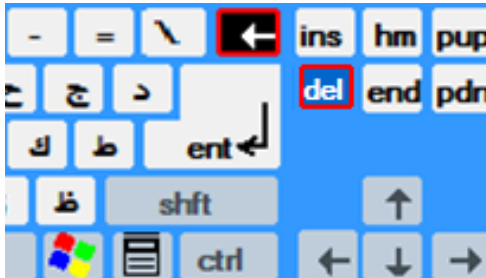 - = \ ins hm pup
ح ج د del end pdn
ك ط ent
ظ shft
ctrl